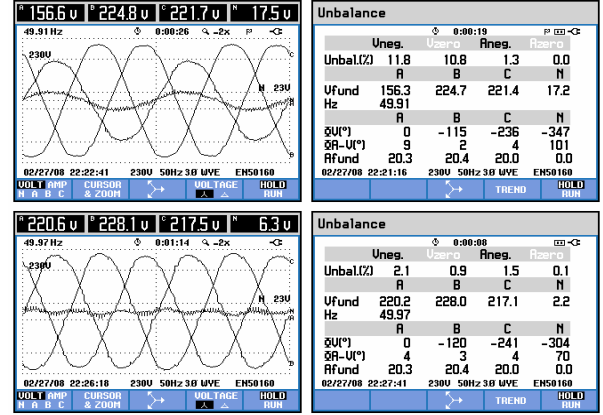 A 156.6 V B 224.8 V C 221.7 V N 17.5 V
49.91 Hz 0:00:26 -2x P
230V
C
N 23V
N
A
B
02/27/08 22:22:41 230V 50Hz 3Ø WYE EN50160
VOLT AMP CURSOR VOLTAGE HOLD
N A B C & ZOOM RUN
Unbalance
0:00:19 P
Vneg. Vzero Aneg. Azero
Unbal.(%) 11.8 10.8 1.3 0.0
A B C N
Vfund 156.3 224.7 221.4 17.2
Hz 49.91
A B C N
ΦV(°) 0 -115 -236 -347
ΦA-V(°) 9 2 4 101
Afund 20.3 20.4 20.0 0.0
02/27/08 22:21:16 230V 50Hz 3Ø WYE EN50160
TREND HOLD
RUN
A 220.6 V B 228.1 V C 217.5 V N 6.3 V
49.97 Hz 0:01:14 -2x
230V
C
N 23V
N
A
B
02/27/08 22:26:18 230V 50Hz 3Ø WYE EN50160
VOLT AMP CURSOR VOLTAGE HOLD
N A B C & ZOOM RUN
Unbalance
0:00:08
Vneg. Vzero Aneg. Azero
Unbal.(%) 2.1 0.9 1.5 0.1
A B C N
Vfund 220.2 228.0 217.1 2.2
Hz 49.97
A B C N
ΦV(°) 0 -120 -241 -304
ΦA-V(°) 4 3 4 70
Afund 20.3 20.4 20.0 0.0
02/27/08 22:27:41 230V 50Hz 3Ø WYE EN50160
TREND HOLD
RUN